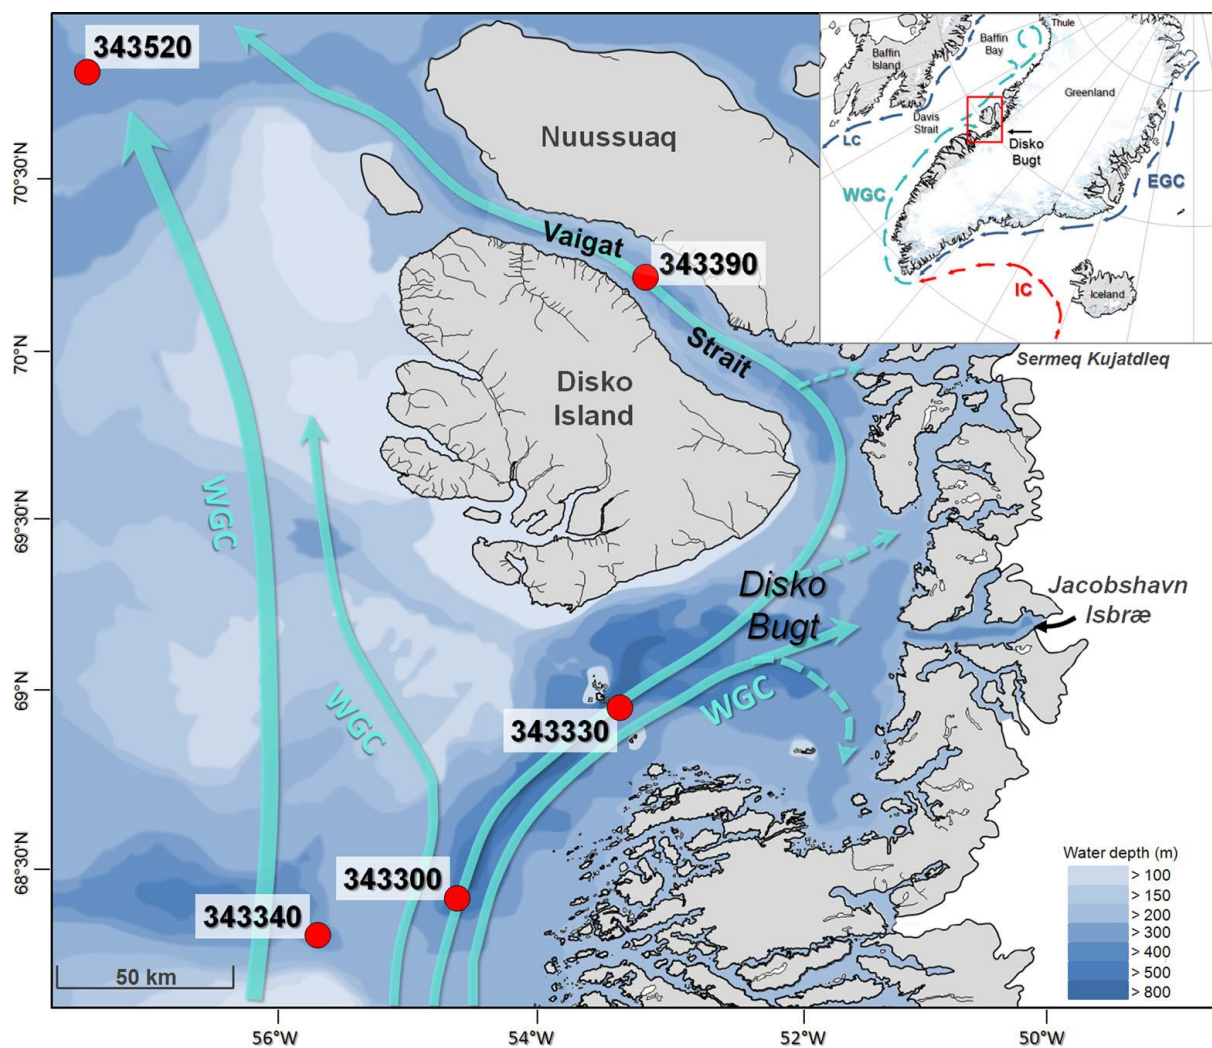 343520
Nuussuaq
Vaigat
343390
Strait
Disko
Island
Thule
Baffin
Bay
Baffin
Island
Greenland
Davis
Strait
Disko
Bugt
LC
WGC
EGC
IC
Iceland
Sermeq Kujatdleq
WGC
WGC
Disko
Bugt
Jacobshavn
Isbræ
WGC
343330
343300
343340
50 km
Water depth (m)
> 100
> 150
> 200
> 300
> 400
> 500
> 800
70°30'N
70°N
69°30'N
69°N
68°30'N
56°W
54°W
52°W
50°W